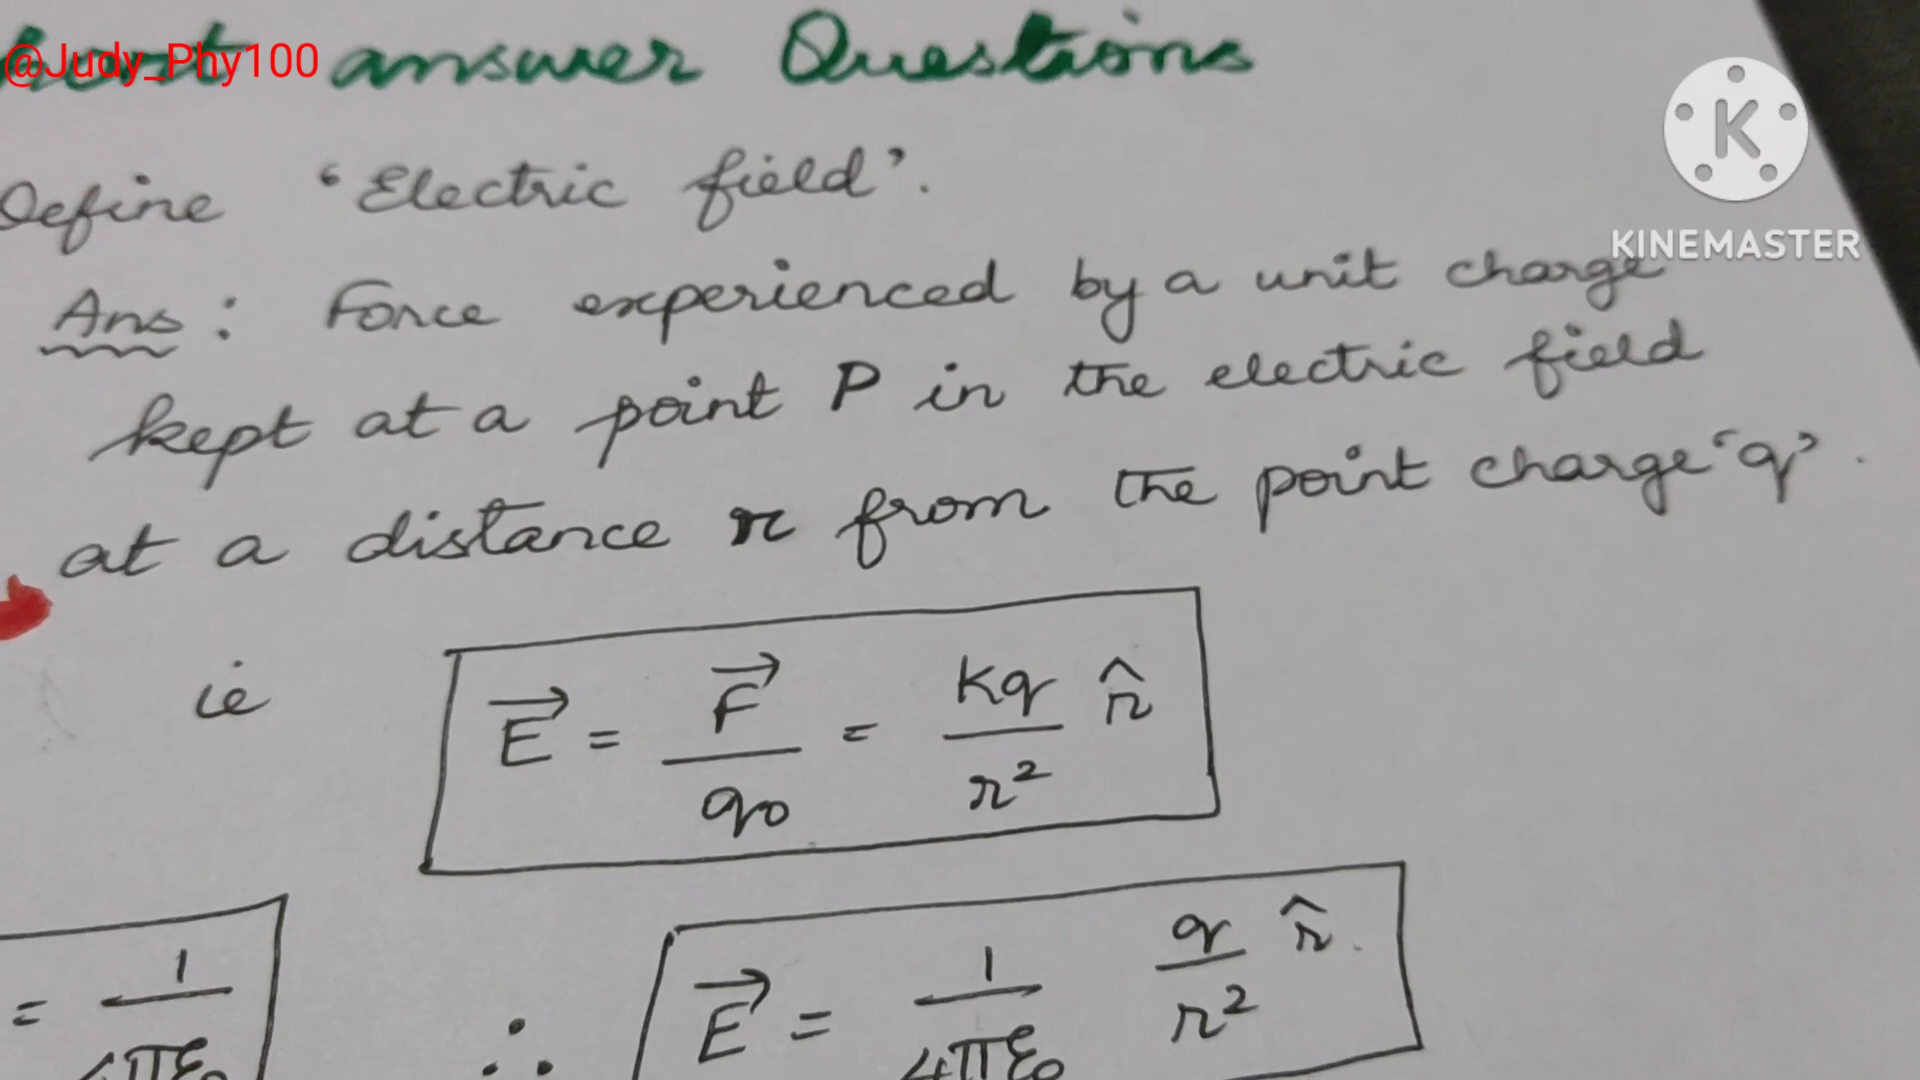 @Judy_Phy100
answer Questions
KINEMASTER
Define 'Electric field'.
Ans: Force experienced by a unit charge
kept at a point P in the electric field
at a distance r from the point charge 'q'.
ie E⃗ = F⃗/q₀ = Kq/r² r̂
= 1/4πε₀ ∴ E⃗ = 1/4πε₀ q/r² r̂